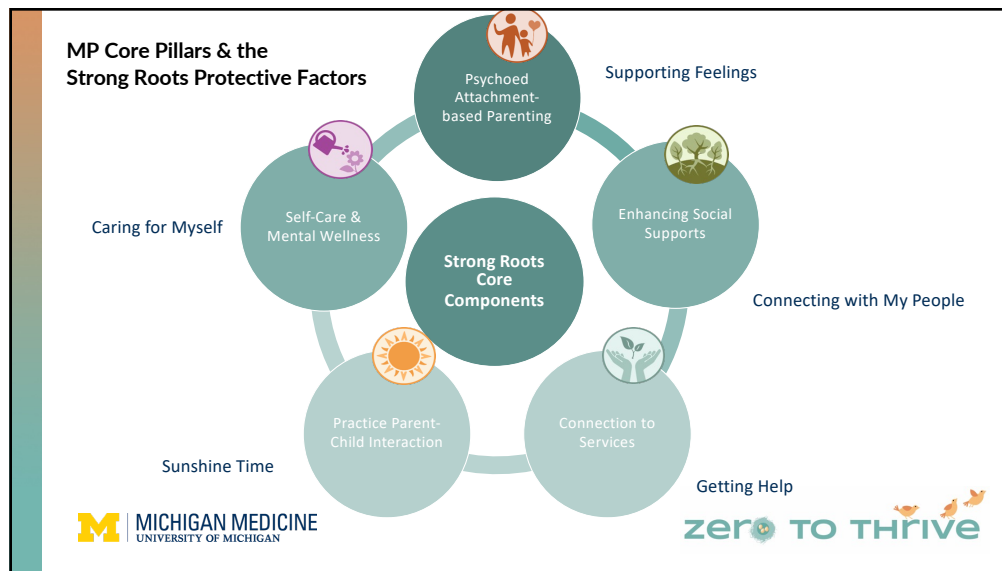 MP Core Pillars & the
Strong Roots Protective Factors
Psychoed
Attachment-
based Parenting
Supporting Feelings
Enhancing Social
Supports
Connecting with My People
Connection to
Services
Getting Help
Practice Parent-
Child Interaction
Sunshine Time
Self-Care &
Mental Wellness
Caring for Myself
Strong Roots
Core
Components
M
MICHIGAN MEDICINE
UNIVERSITY OF MICHIGAN
zero TO THrive